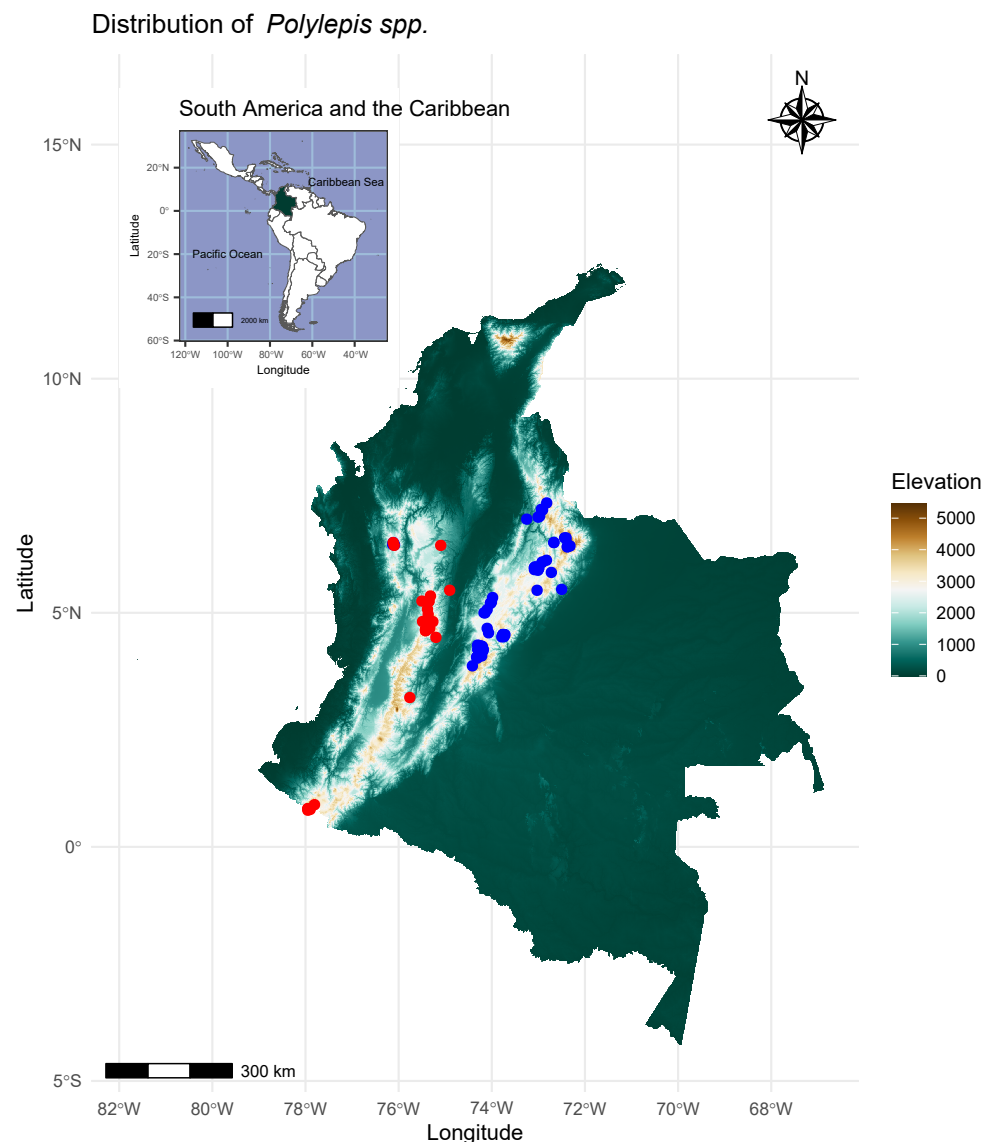 Distribution of Polylepis spp.
N
South America and the Caribbean
15°N
20°N
Caribbean Sea
0°
Latitude
Pacific Ocean
20°S
40°S
2000 km
60°S
120°W 100°W 80°W 60°W 40°W
Longitude
10°N
Elevation
5000
4000
3000
2000
1000
0
Latitude
5°N
0°
300 km
5°S
82°W 80°W 78°W 76°W 74°W 72°W 70°W 68°W
Longitude